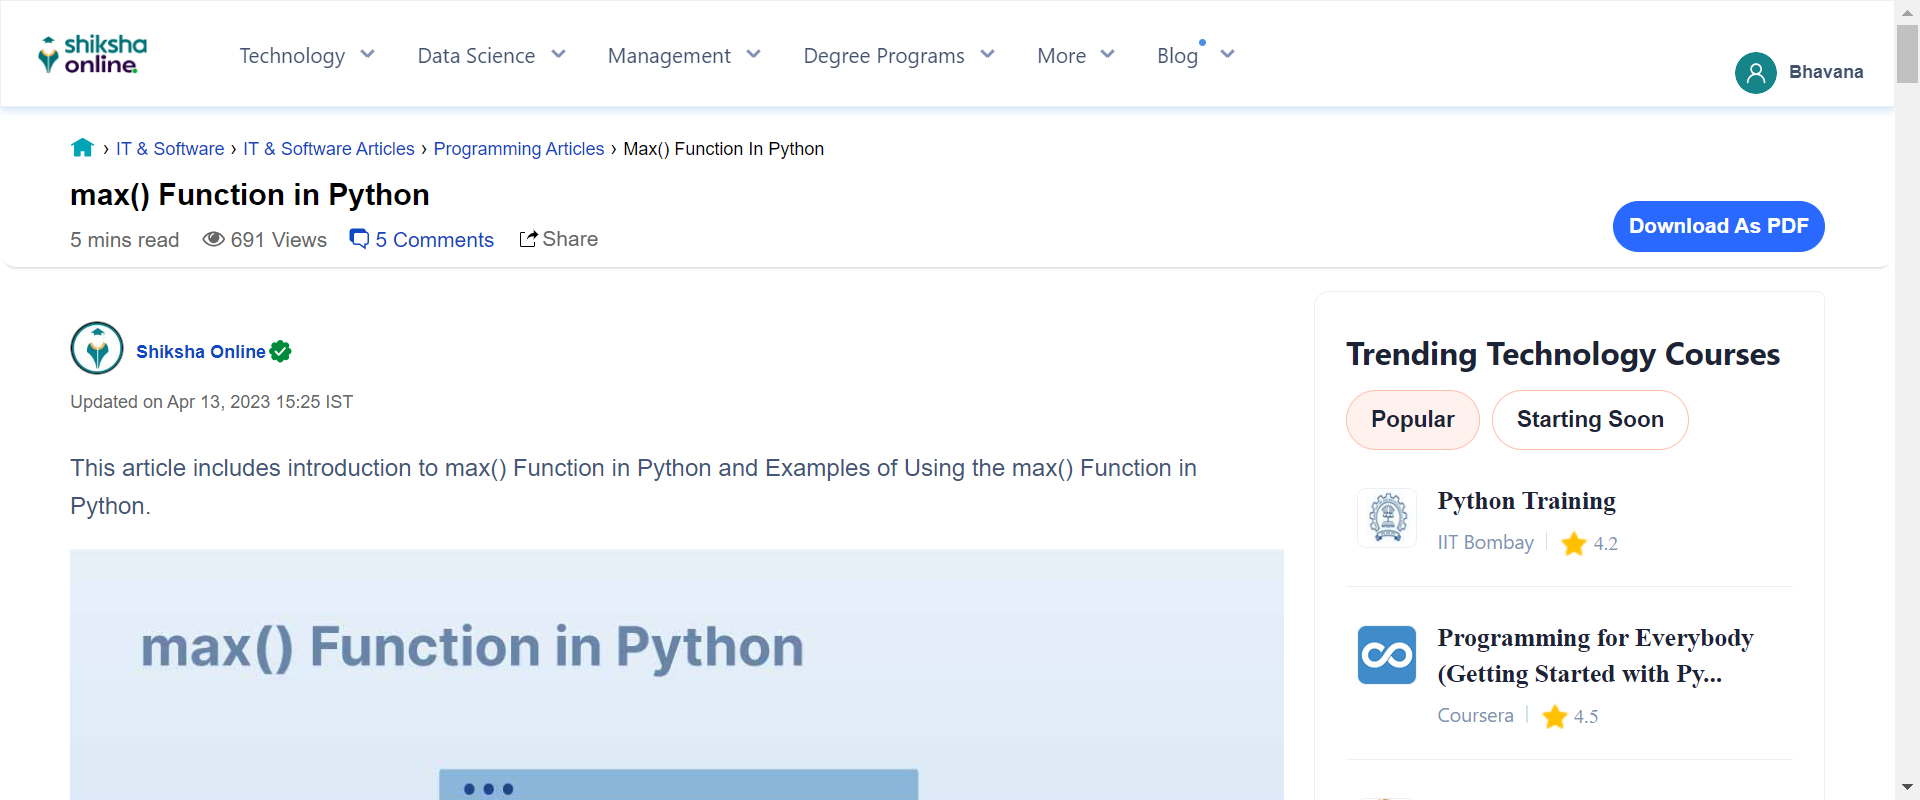 shiksha
online.
Technology Data Science Management Degree Programs More Blog
Bhavana
› IT & Software › IT & Software Articles › Programming Articles › Max() Function In Python
max() Function in Python
5 mins read 691 Views 5 Comments Share
Download As PDF
Shiksha Online
Updated on Apr 13, 2023 15:25 IST
This article includes introduction to max() Function in Python and Examples of Using the max() Function in
Python.
max() Function in Python
Trending Technology Courses
Popular Starting Soon
Python Training
IIT Bombay 4.2
Programming for Everybody
(Getting Started with Py...
Coursera 4.5